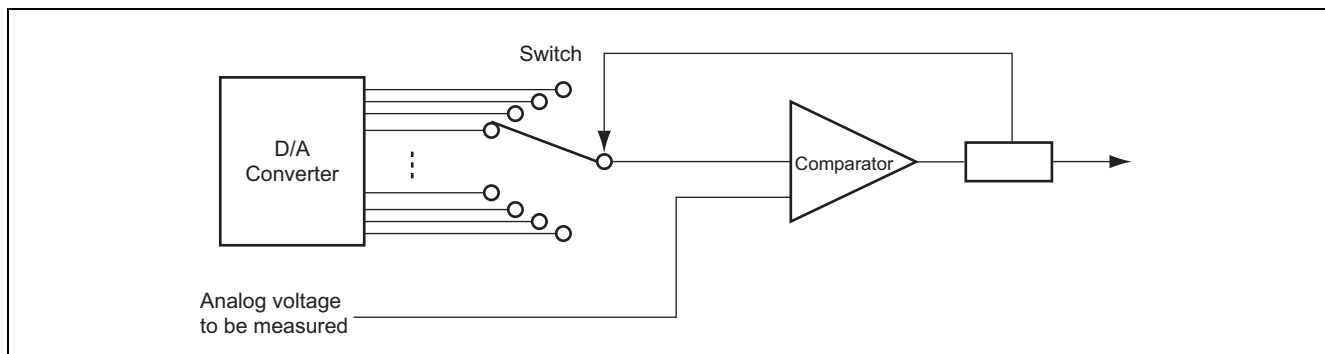 Switch
D/A
Converter
Comparator
Analog voltage
to be measured